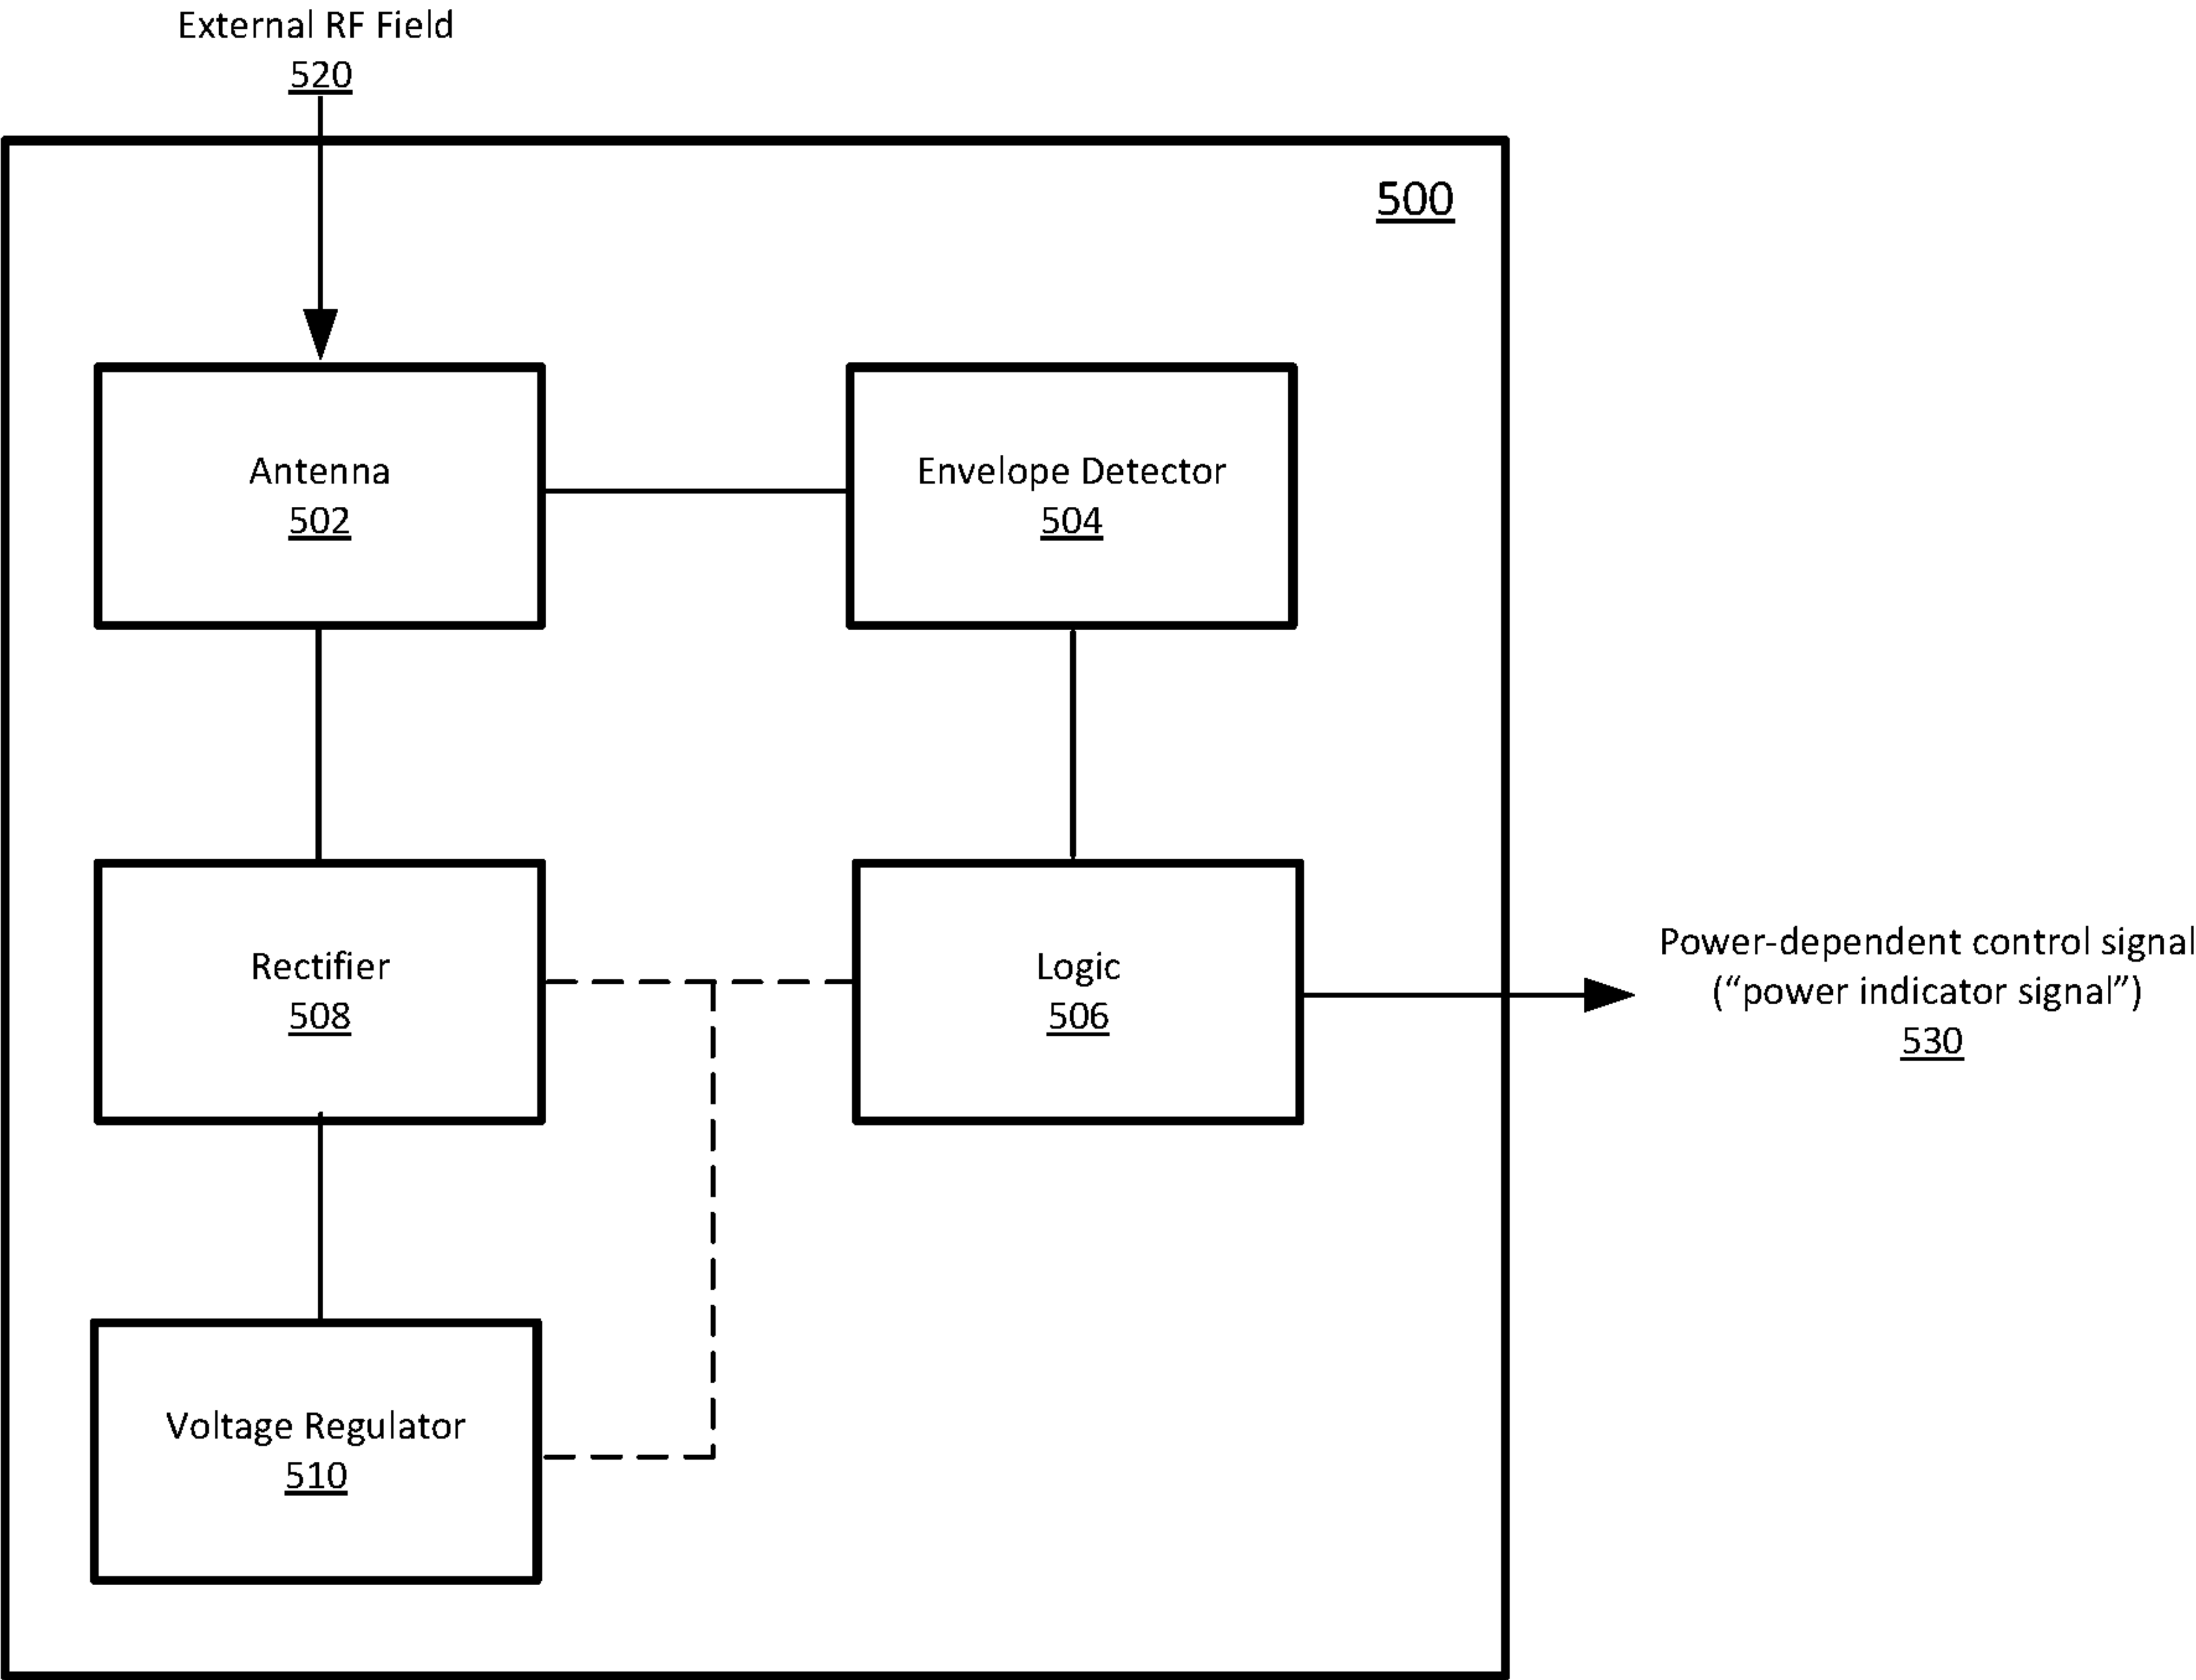 External RF Field
520
500
Antenna
502
Envelope Detector
504
Rectifier
508
Logic
506
Power-dependent control signal
(“power indicator signal”)
530
Voltage Regulator
510